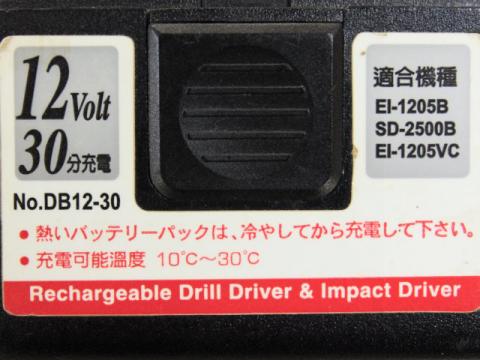 12Volt
30分充電
No.DB12-30
適合機種
EI-1205B
SD-2500B
EI-1205VC
● 熱いバッテリーパックは、冷やしてから充電して下さい。
● 充電可能溫度 10℃～30℃
Rechargeable Drill Driver & Impact Driver